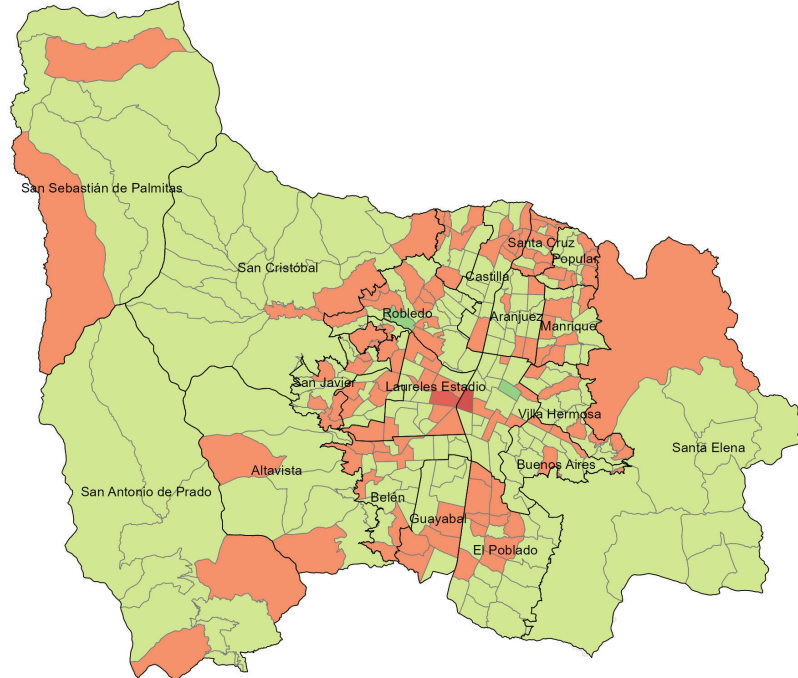 San Sebastián de Palmitas
San Cristóbal
Santa Cruz
Popular
Castilla
Robledo
Aranjuez
Manrique
San Javier
Laureles Estadio
Villa Hermosa
Santa Elena
Buenos Aires
Altavista
San Antonio de Prado
Belén
Guayabal
El Poblado